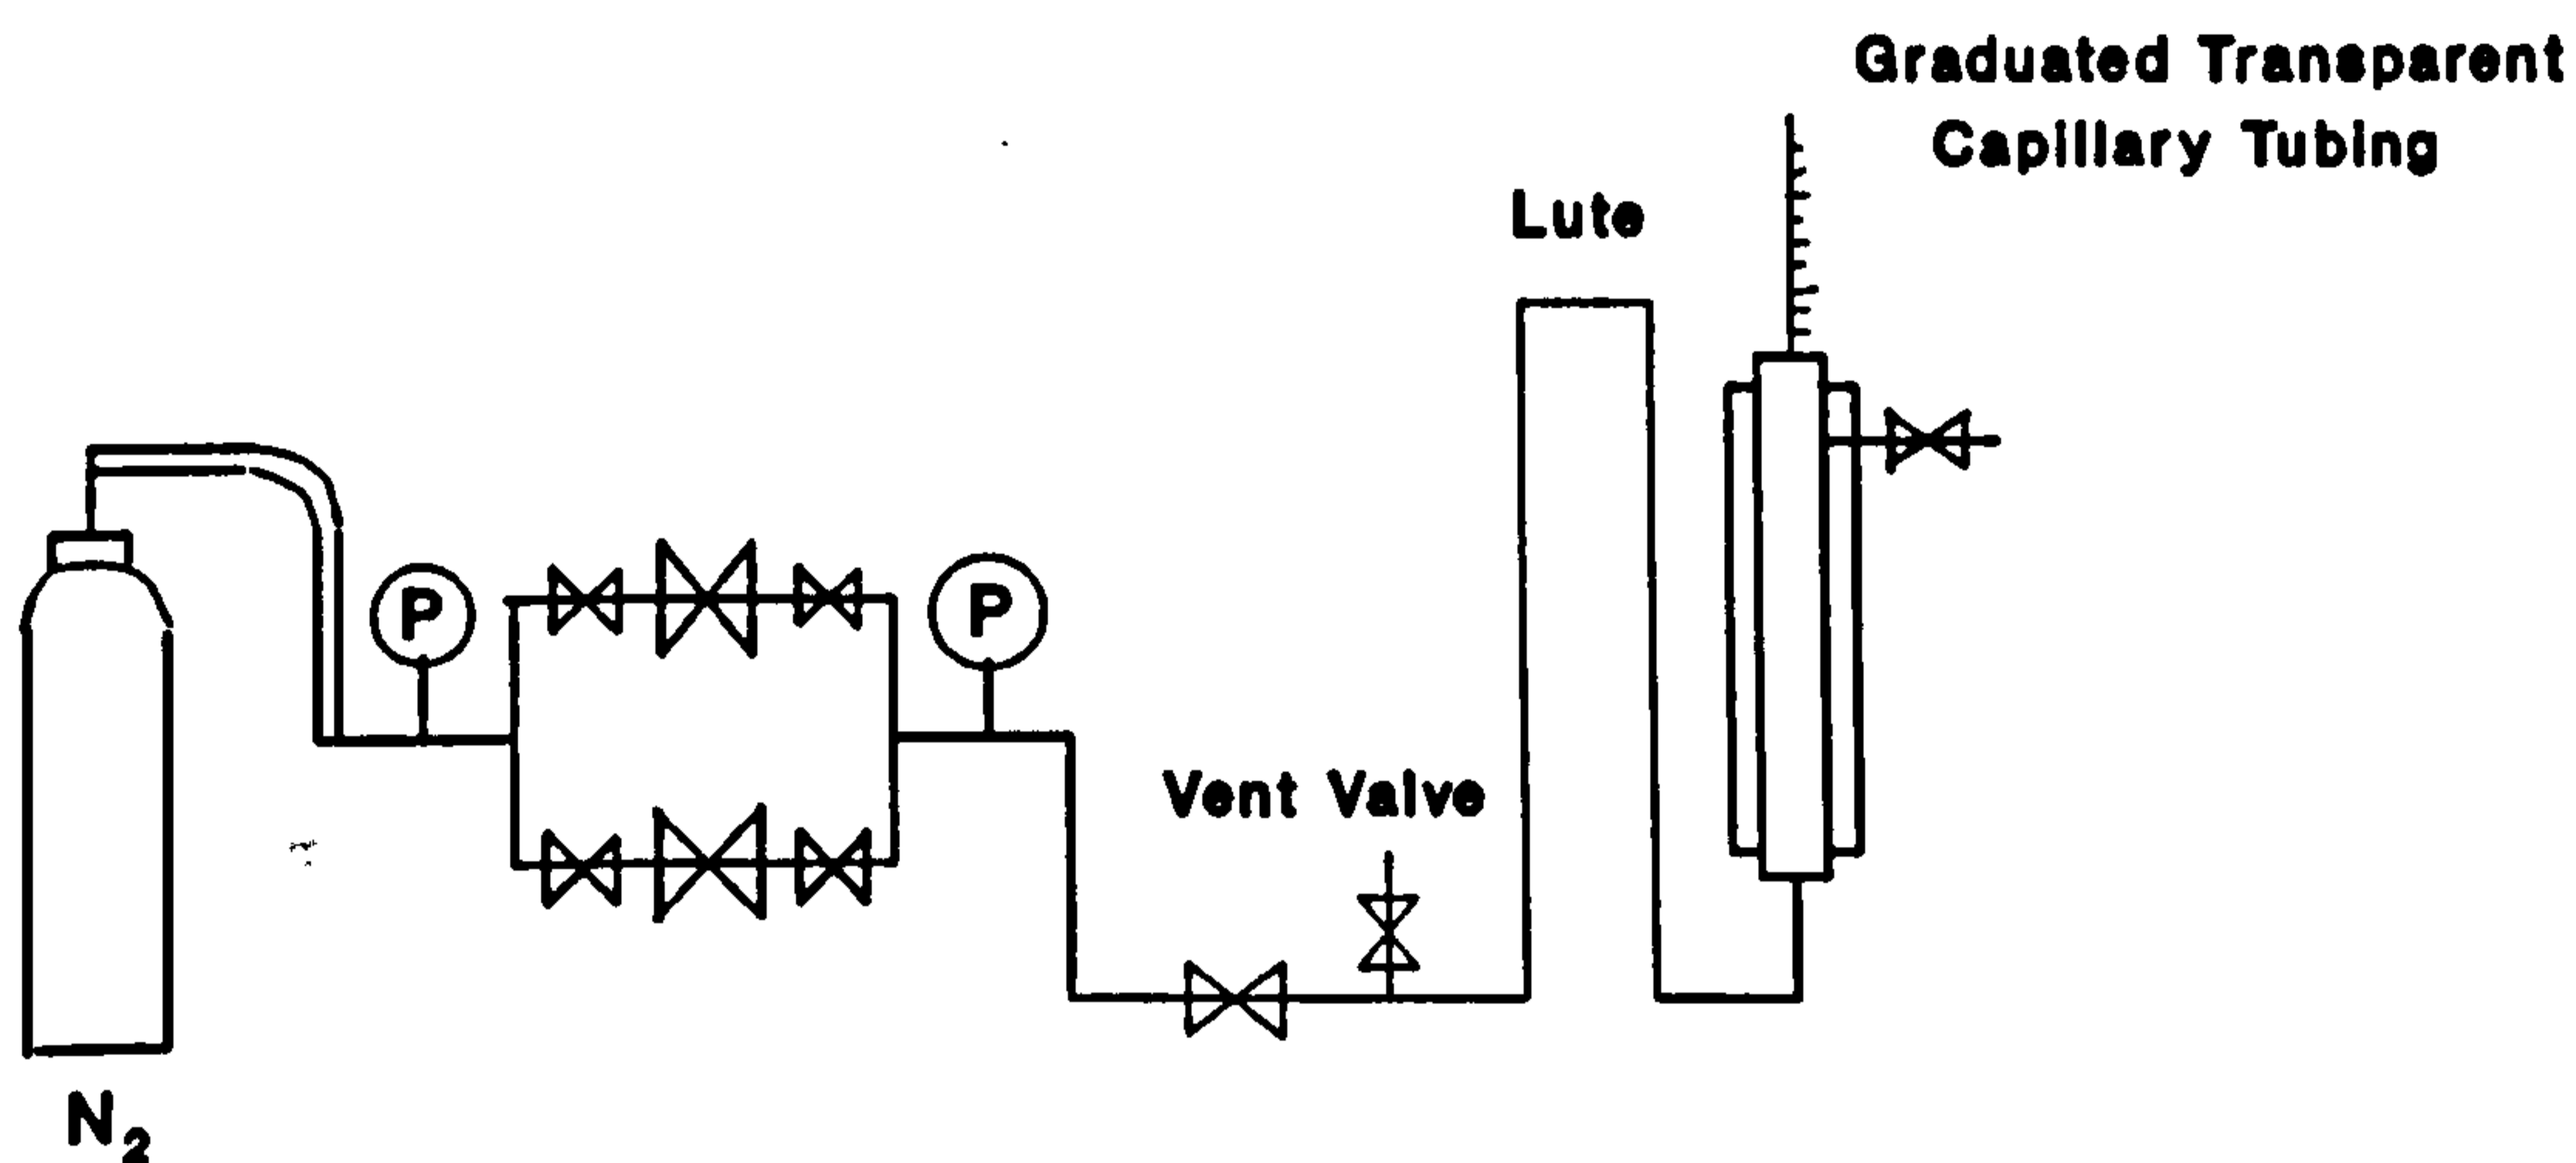 Graduated Transparent
Capillary Tubing
Lute
P
P
Vent Valve
N₂